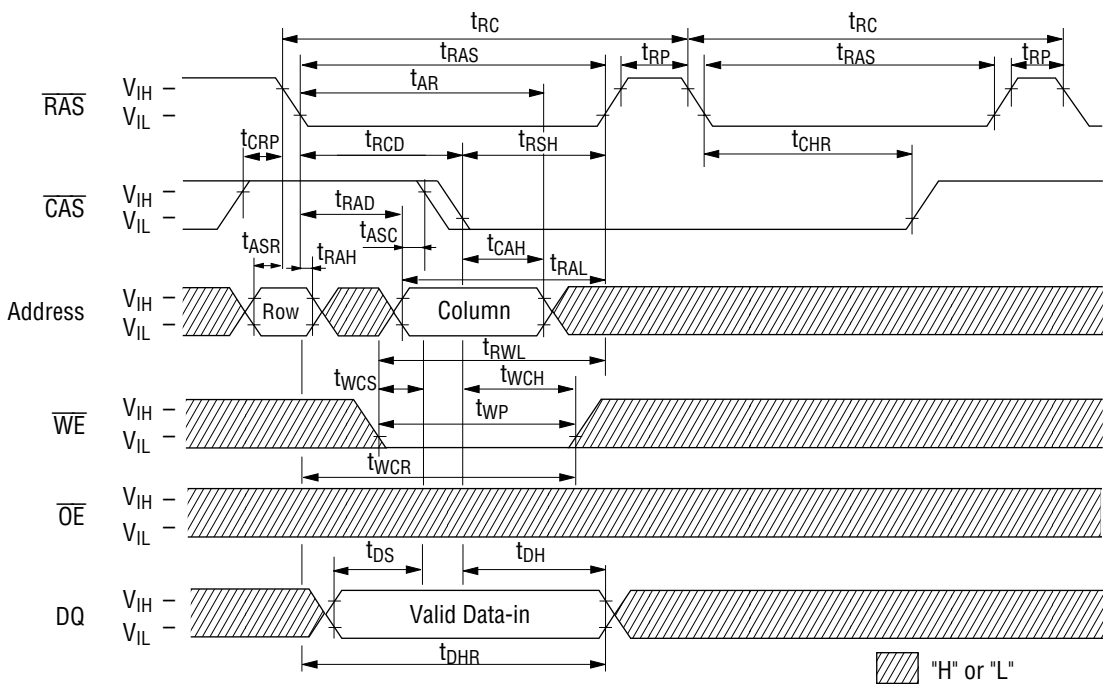 tRC tRC
tRAS tRP tRAS tRP
tAR
RAS VIH
VIL
tCRP tRCD tRSH tCHR
CAS VIH
VIL
tRAD
tASR tRAH tASC tCAH tRAL
Address VIH
VIL
Row Column
tRWL
tWCS tWCH
WE VIH
VIL
tWP
tWCR
OE VIH
VIL
tDS tDH
DQ VIH
VIL
Valid Data-in
tDHR
"H" or "L"